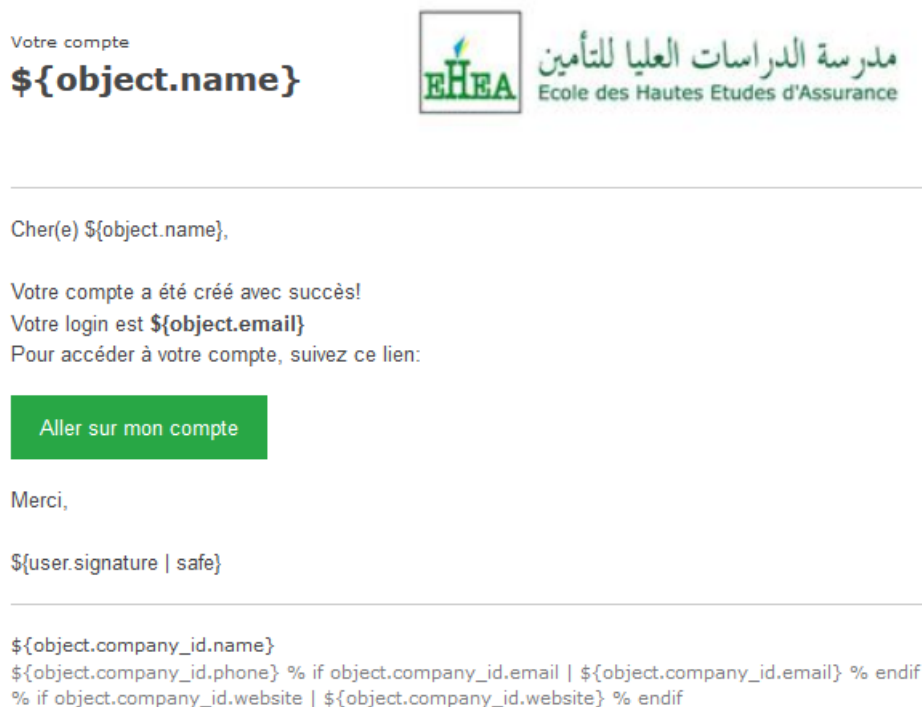 Votre compte
${object.name}
EHEA
مدرسة الدراسات العليا للتأمين
Ecole des Hautes Etudes d'Assurance
Cher(e) ${object.name},
Votre compte a été créé avec succès!
Votre login est ${object.email}
Pour accéder à votre compte, suivez ce lien:
Aller sur mon compte
Merci,
${user.signature | safe}
${object.company_id.name}
${object.company_id.phone} % if object.company_id.email | ${object.company_id.email} % endif
% if object.company_id.website | ${object.company_id.website} % endif